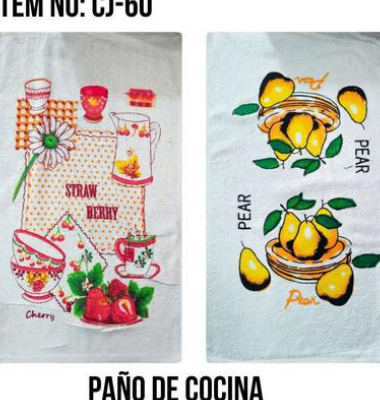 ITEM NO: CJ-60
STRAW
BERRY
Cherry
Pear
PEAR
PEAR
Pear
PAÑO DE COCINA